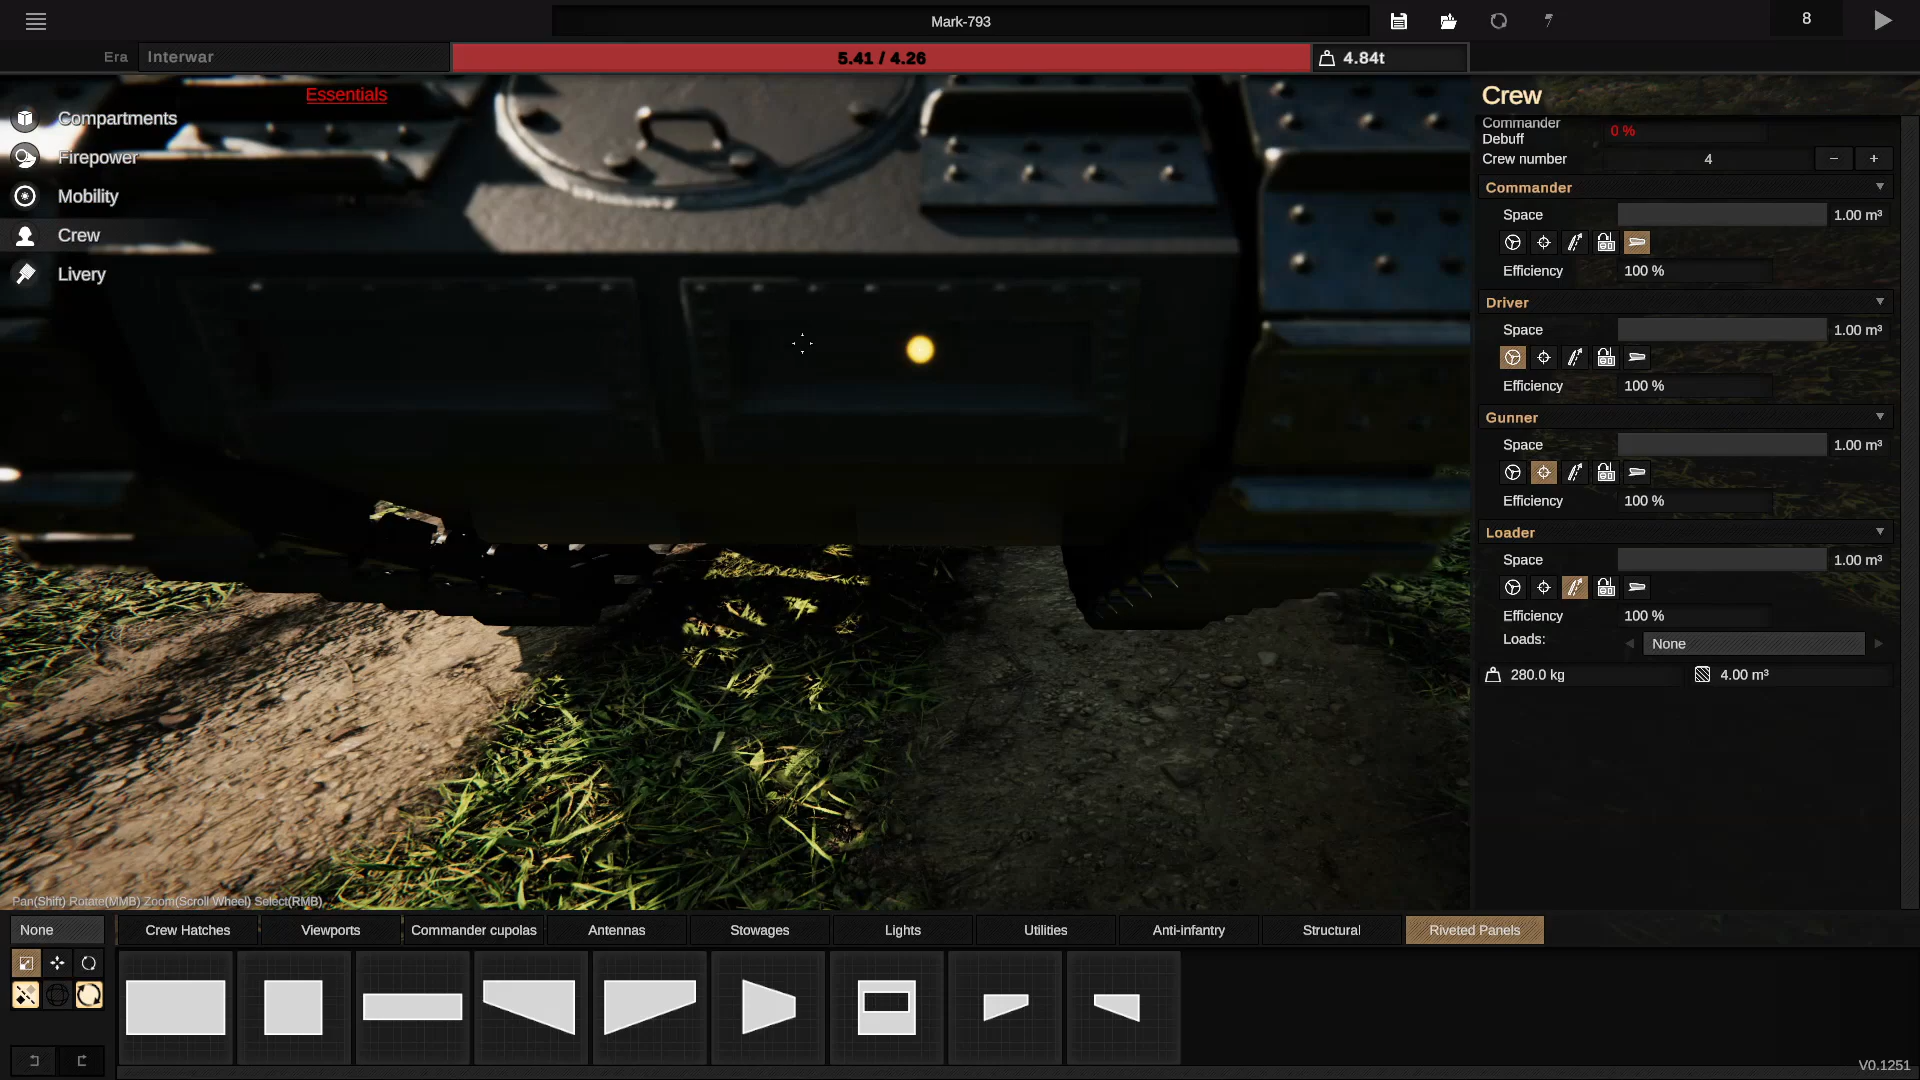 Mark-793
8
Era
Interwar
5.41 / 4.26
4.84t
Essentials
Compartments
Firepower
Mobility
Crew
Livery
Crew
Commander
Debuff
0 %
Crew number
4
−
+
Commander
Space
1.00 m³
Efficiency
100 %
Driver
Space
1.00 m³
Efficiency
100 %
Gunner
Space
1.00 m³
Efficiency
100 %
Loader
Space
1.00 m³
Efficiency
100 %
Loads:
None
280.0 kg
4.00 m³
Pan(Shift) Rotate(MMB) Zoom(Scroll Wheel) Select(RMB)
None
Crew Hatches
Viewports
Commander cupolas
Antennas
Stowages
Lights
Utilities
Anti-infantry
Structural
Riveted Panels
V0.1251